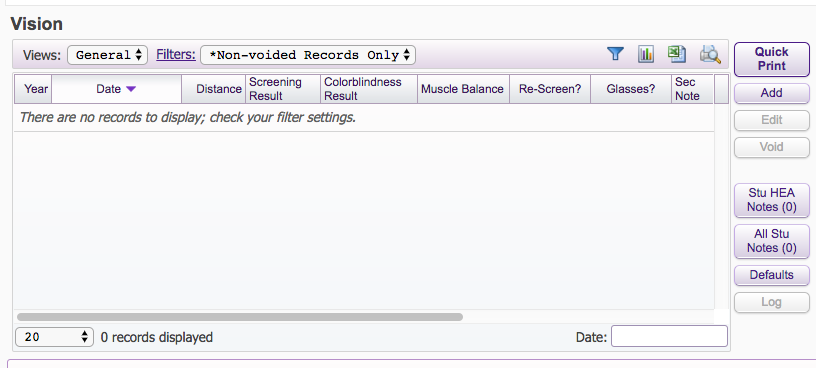 Vision
Views: General Filters: *Non-voided Records Only
Quick
Print
Year Date Distance Screening
Result Colorblindness
Result Muscle Balance Re-Screen? Glasses? Sec
Note
Add
There are no records to display; check your filter settings.
Edit
Void
Stu HEA
Notes (0)
All Stu
Notes (0)
Defaults
Log
20 0 records displayed Date: